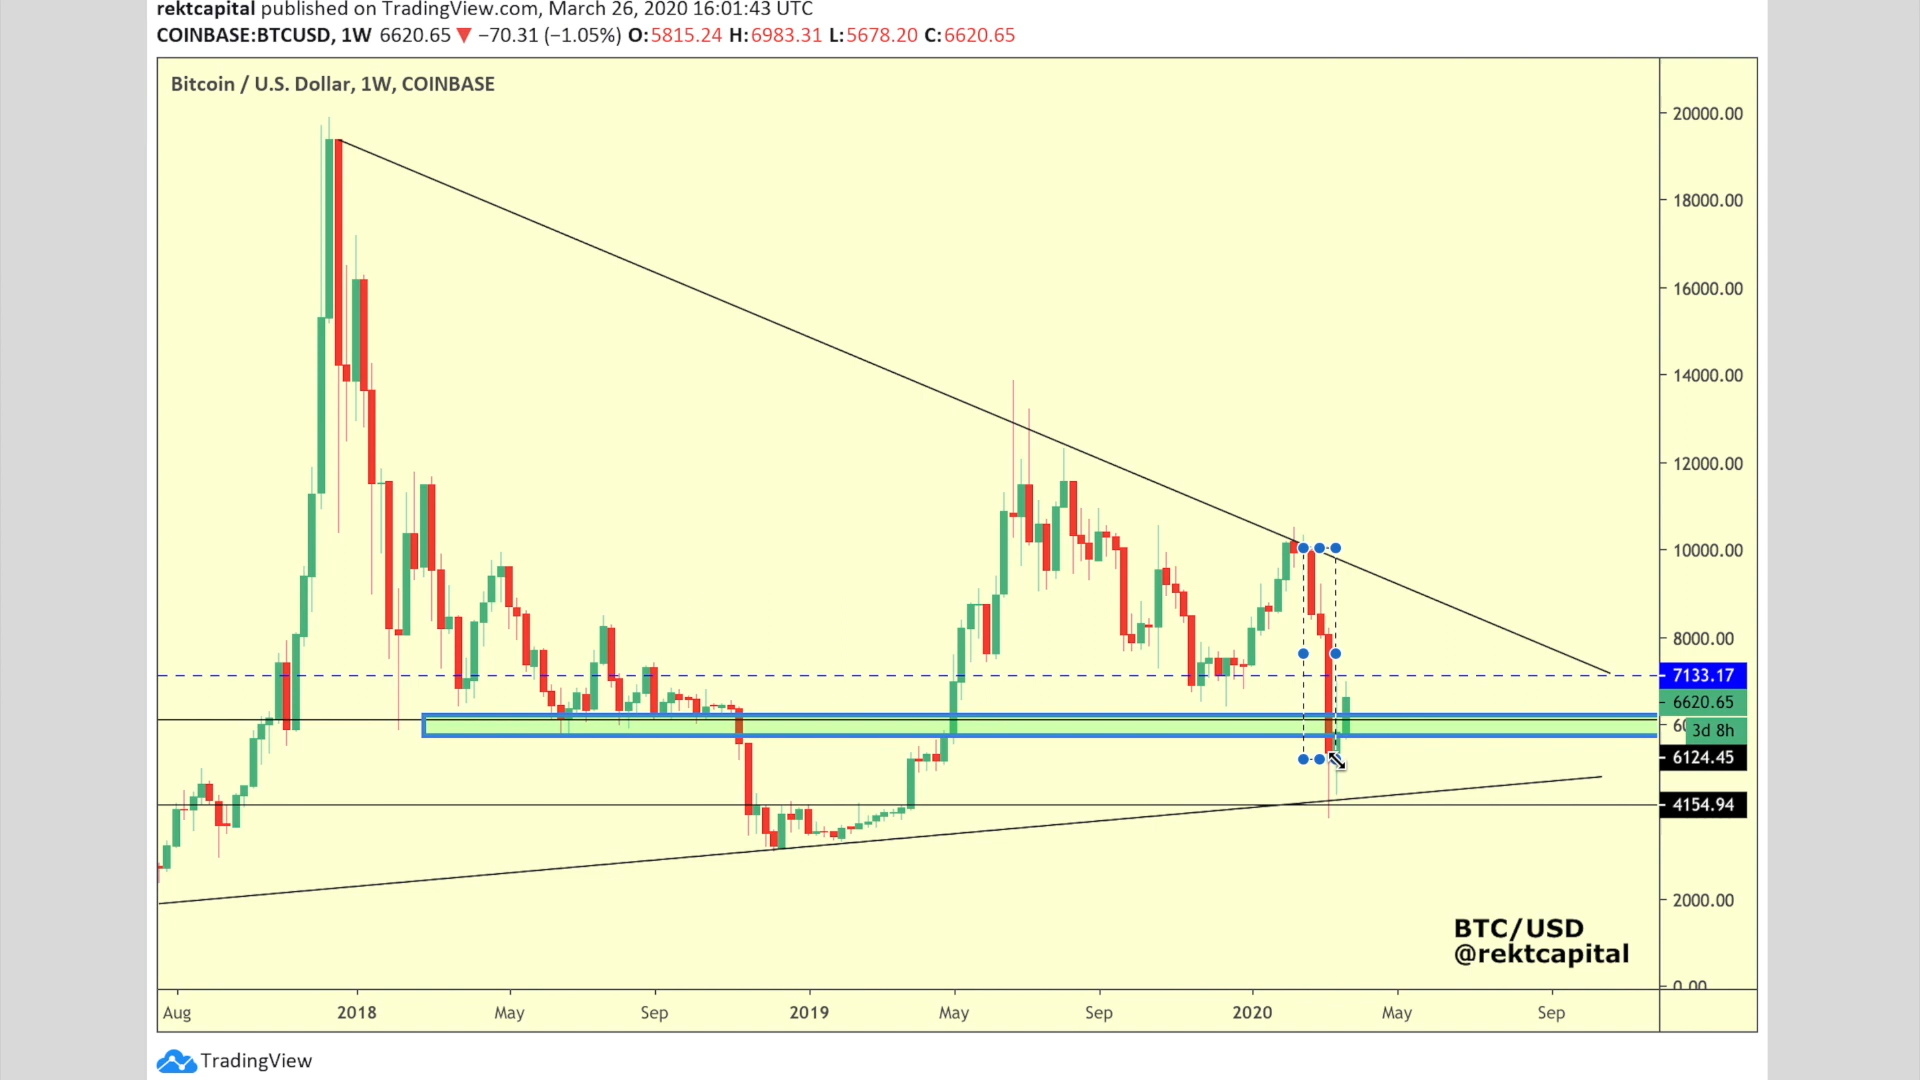 rektcapital published on TradingView.com, March 26, 2020 16:01:43 UTC
COINBASE:BTCUSD, 1W 6620.65 ▼ −70.31 (−1.05%) O:5815.24 H:6983.31 L:5678.20 C:6620.65
Bitcoin / U.S. Dollar, 1W, COINBASE
20000.00
18000.00
16000.00
14000.00
12000.00
10000.00
8000.00
7133.17
6620.65
3d 8h
6124.45
4154.94
2000.00
0.00
BTC/USD
@rektcapital
Aug 2018 May Sep 2019 May Sep 2020 May Sep
TradingView